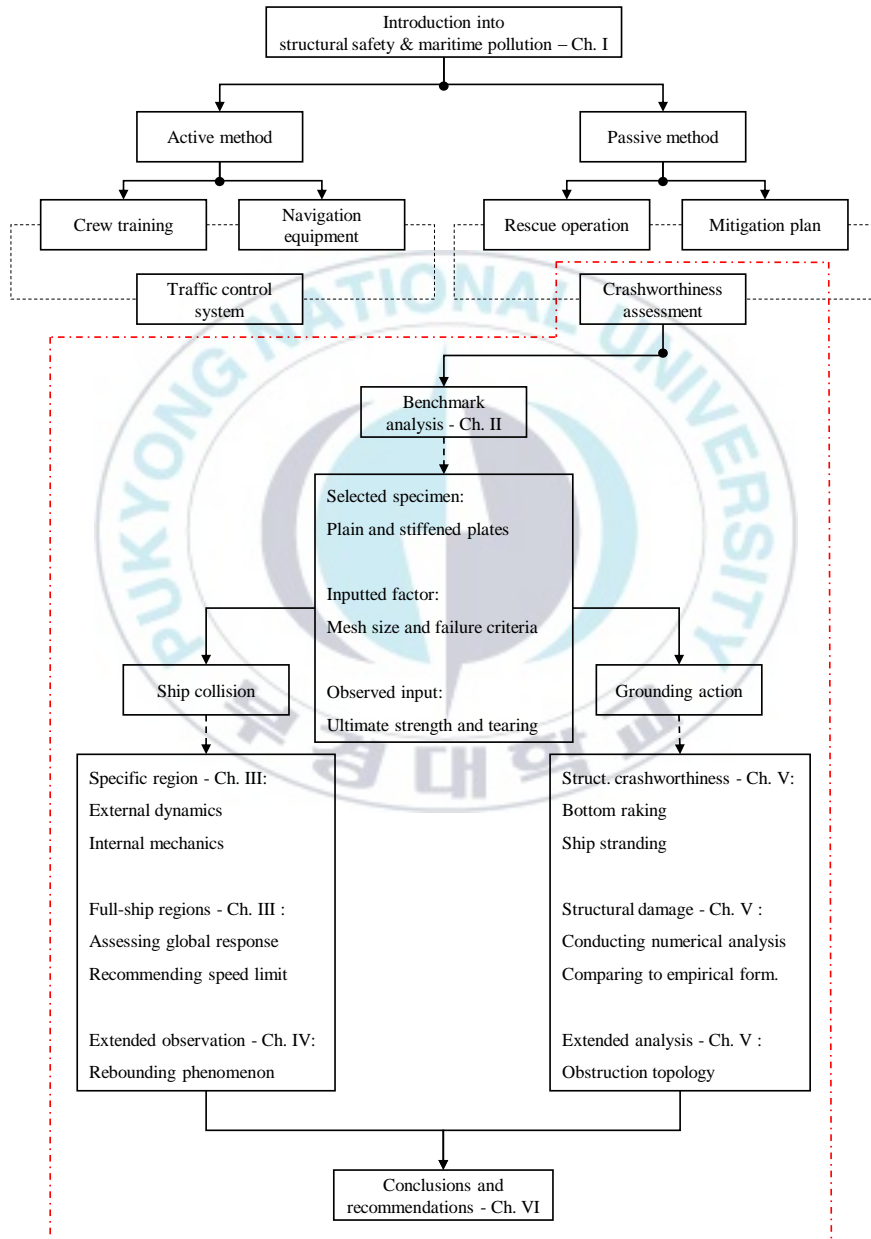 Introduction into
structural safety & maritime pollution – Ch. I
Active method
Passive method
Crew training
Navigation
equipment
Rescue operation
Mitigation plan
Traffic control
system
Crashworthiness
assessment
Benchmark
analysis - Ch. II
Selected specimen:
Plain and stiffened plates
Inputted factor:
Mesh size and failure criteria
Observed input:
Ultimate strength and tearing
Ship collision
Grounding action
Specific region - Ch. III:
External dynamics
Internal mechanics
Full-ship regions - Ch. III :
Assessing global response
Recommending speed limit
Extended observation - Ch. IV:
Rebounding phenomenon
Struct. crashworthiness - Ch. V:
Bottom raking
Ship stranding
Structural damage - Ch. V :
Conducting numerical analysis
Comparing to empirical form.
Extended analysis - Ch. V :
Obstruction topology
Conclusions and
recommendations - Ch. VI
PUKYONG NATIONAL UNIVERSITY
부경대학교